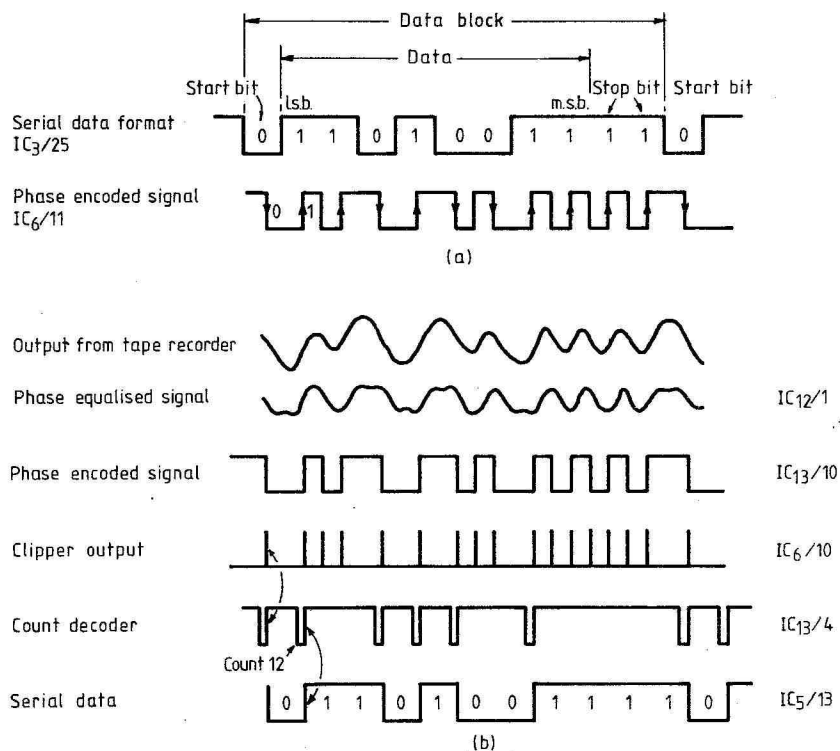 Data block
Data
Start bit l.s.b. m.s.b. Stop bit Start bit
Serial data format
IC3/25
0 1 1 0 1 0 0 1 1 1 1 0
Phase encoded signal
IC6/11
0 1
(a)
Output from tape recorder
Phase equalised signal IC12/1
Phase encoded signal IC13/10
Clipper output IC6/10
Count decoder IC13/4
Count 12
Serial data 0 1 1 0 1 0 0 1 1 1 1 0 IC5/13
(b)